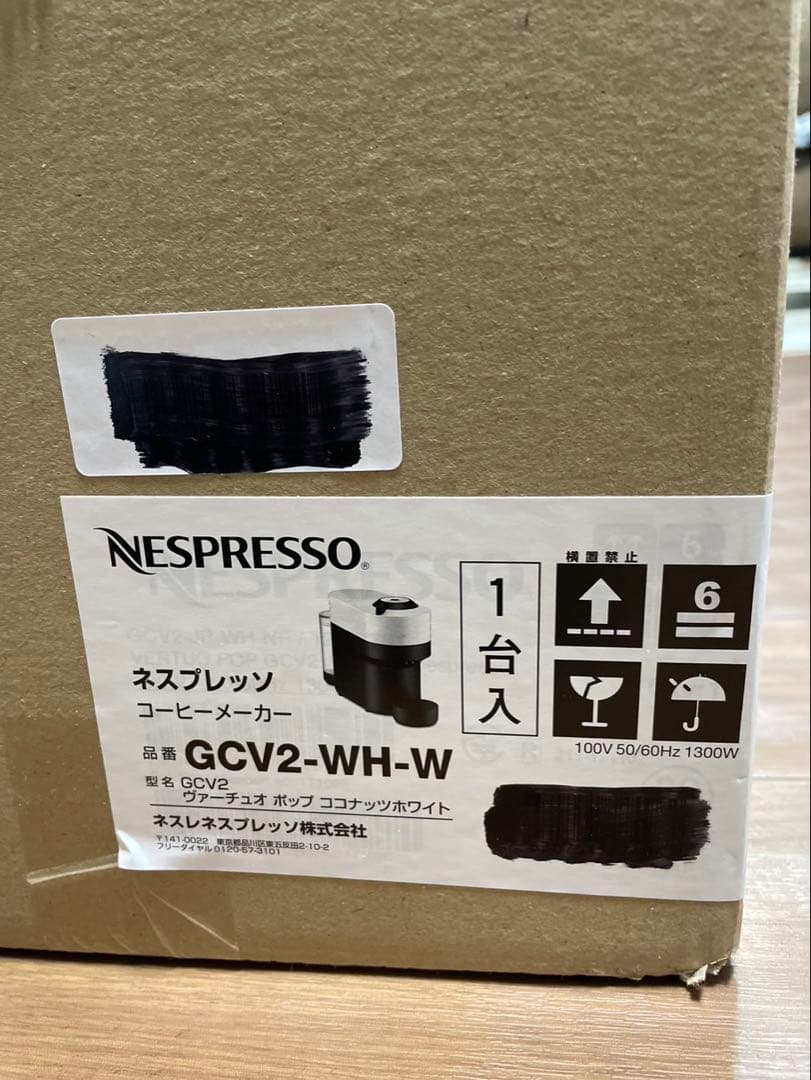 NESPRESSO®
横置禁止
1台入
6
ネスプレッソ
コーヒーメーカー
100V 50/60Hz 1300W
品番 GCV2-WH-W
型名 GCV2
ヴァーチュオ ポップ ココナッツホワイト
ネスレネスプレッソ株式会社
〒141-0022 東京都品川区東五反田2-10-2
フリーダイヤル0120-57-3101